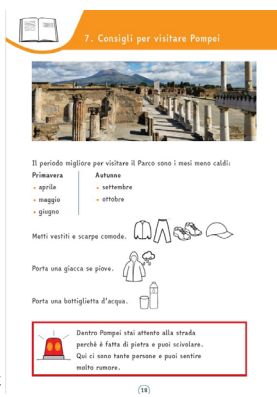 7. Consigli per visitare Pompei
Il periodo migliore per visitare il Parco sono i mesi meno caldi:
Primavera
• aprile
• maggio
• giugno
Autunno
• settembre
• ottobre
Metti vestiti e scarpe comode.
Porta una giacca se piove.
Porta una bottiglietta d'acqua.
Dentro Pompei stai attento alla strada
perché è fatta di pietra e puoi scivolare.
Qui ci sono tante persone e puoi sentire
molto rumore.
18